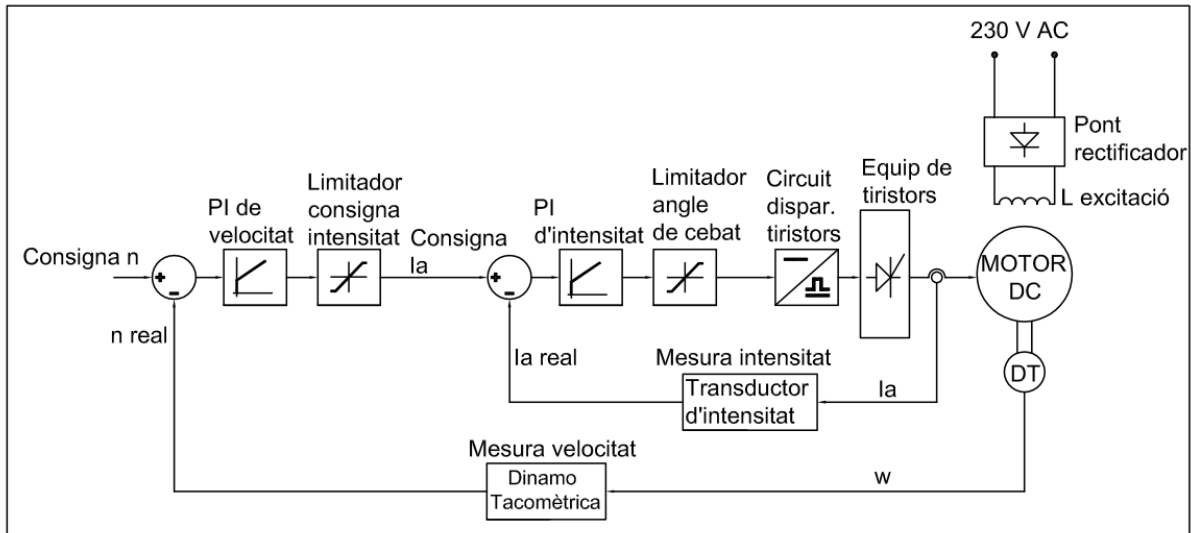 230 V AC
Pont
rectificador
L excitació
Equip de
tiristors
Circuit
dispar.
tiristors
Limitador
angle
de cebat
PI
d'intensitat
Limitador
consigna
intensitat
PI de
velocitat
Consigna
Ia
Consigna n
+
-
+
-
MOTOR
DC
n real
Ia real
Mesura intensitat
Transductor
d'intensitat
Ia
DT
Mesura velocitat
Dinamo
Tacomètrica
w